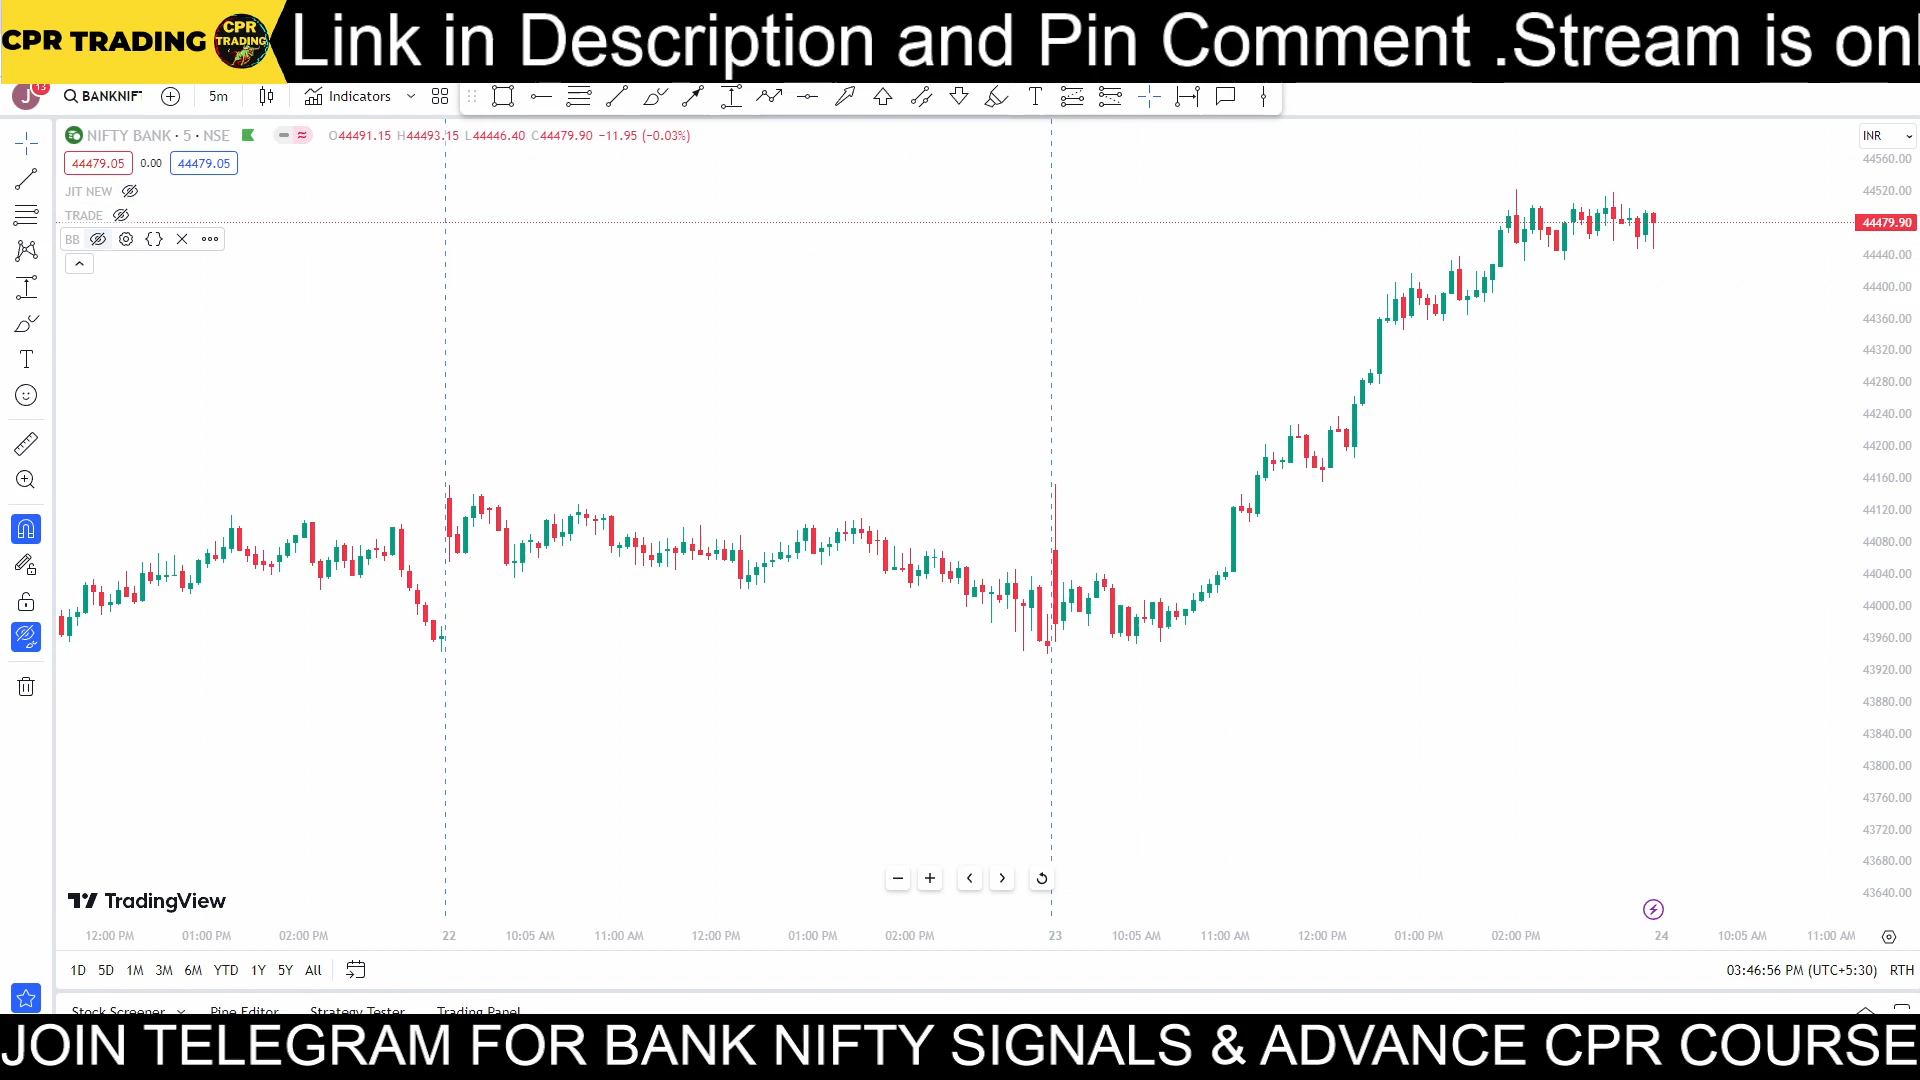 CPR TRADING
CPR
TRADING
Link in Description and Pin Comment .Stream is onl
J
13
BANKNIFT
5m
Indicators
NIFTY BANK · 5 · NSE
O44491.15 H44493.15 L44446.40 C44479.90 −11.95 (−0.03%)
44479.05 0.00 44479.05
JIT NEW
TRADE
BB
INR
44560.00
44520.00
44479.90
44440.00
44400.00
44360.00
44320.00
44280.00
44240.00
44200.00
44160.00
44120.00
44080.00
44040.00
44000.00
43960.00
43920.00
43880.00
43840.00
43800.00
43760.00
43720.00
43680.00
43640.00
TradingView
12:00 PM 01:00 PM 02:00 PM 22 10:05 AM 11:00 AM 12:00 PM 01:00 PM 02:00 PM 23 10:05 AM 11:00 AM 12:00 PM 01:00 PM 02:00 PM 24 10:05 AM 11:00 AM
1D 5D 1M 3M 6M YTD 1Y 5Y All
03:46:56 PM (UTC+5:30) RTH
Stock Screener Pine Editor Strategy Tester Trading Panel
JOIN TELEGRAM FOR BANK NIFTY SIGNALS & ADVANCE CPR COURSE